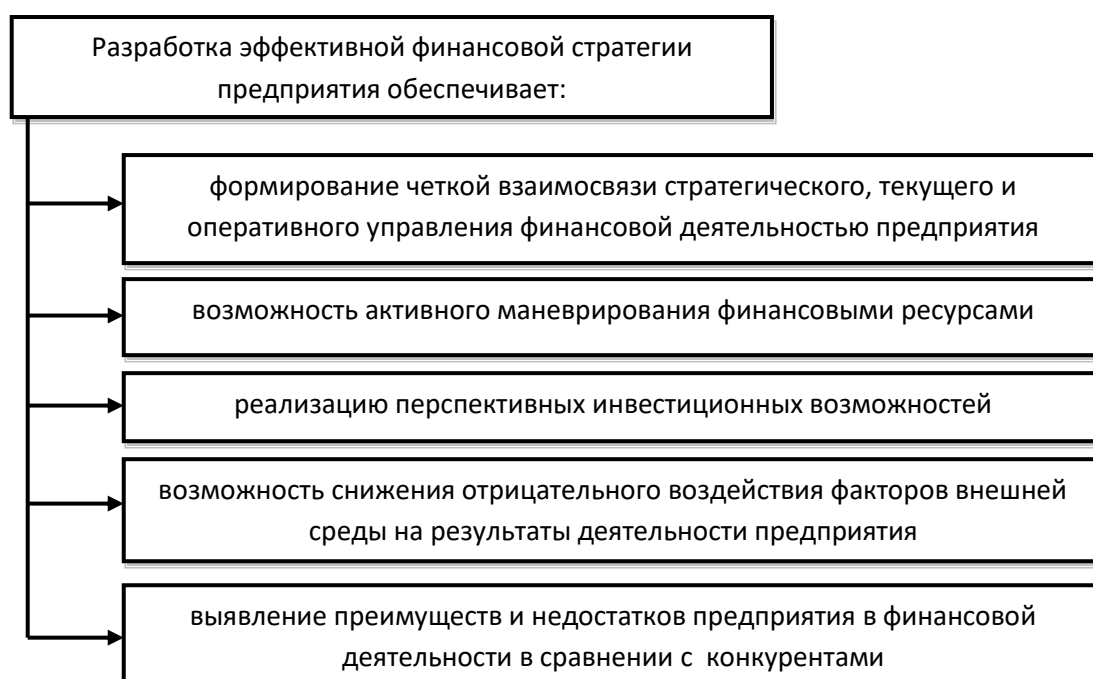 Разработка эффективной финансовой стратегии
предприятия обеспечивает:
формирование четкой взаимосвязи стратегического, текущего и
оперативного управления финансовой деятельностью предприятия
возможность активного маневрирования финансовыми ресурсами
реализацию перспективных инвестиционных возможностей
возможность снижения отрицательного воздействия факторов внешней
среды на результаты деятельности предприятия
выявление преимуществ и недостатков предприятия в финансовой
деятельности в сравнении с  конкурентами